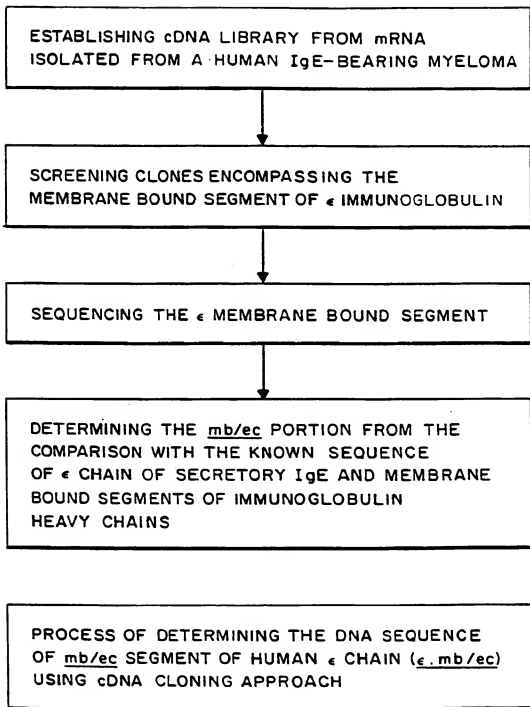 ESTABLISHING cDNA LIBRARY FROM mRNA
ISOLATED FROM A HUMAN IgE-BEARING MYELOMA
SCREENING CLONES ENCOMPASSING THE
MEMBRANE BOUND SEGMENT OF ϵ IMMUNOGLOBULIN
SEQUENCING THE ϵ MEMBRANE BOUND SEGMENT
DETERMINING THE mb/ec PORTION FROM THE
COMPARISON WITH THE KNOWN SEQUENCE
OF ϵ CHAIN OF SECRETORY IgE AND MEMBRANE
BOUND SEGMENTS OF IMMUNOGLOBULIN
HEAVY CHAINS
PROCESS OF DETERMINING THE DNA SEQUENCE
OF mb/ec SEGMENT OF HUMAN ϵ CHAIN (ϵ.mb/ec)
USING cDNA CLONING APPROACH